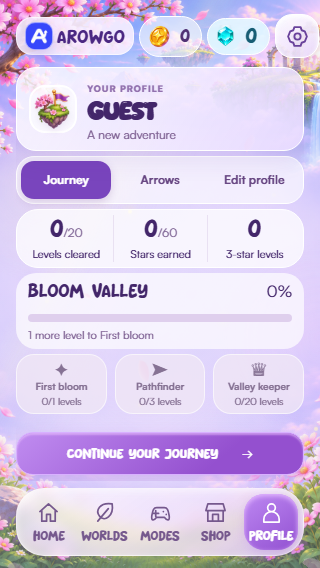 AROWGO 0 0
YOUR PROFILE
GUEST
A new adventure
Journey Arrows Edit profile
0/20 0/60 0
Levels cleared Stars earned 3-star levels
BLOOM VALLEY 0%
1 more level to First bloom
First bloom Pathfinder Valley keeper
0/1 levels 0/3 levels 0/20 levels
CONTINUE YOUR JOURNEY →
HOME WORLDS MODES SHOP PROFILE